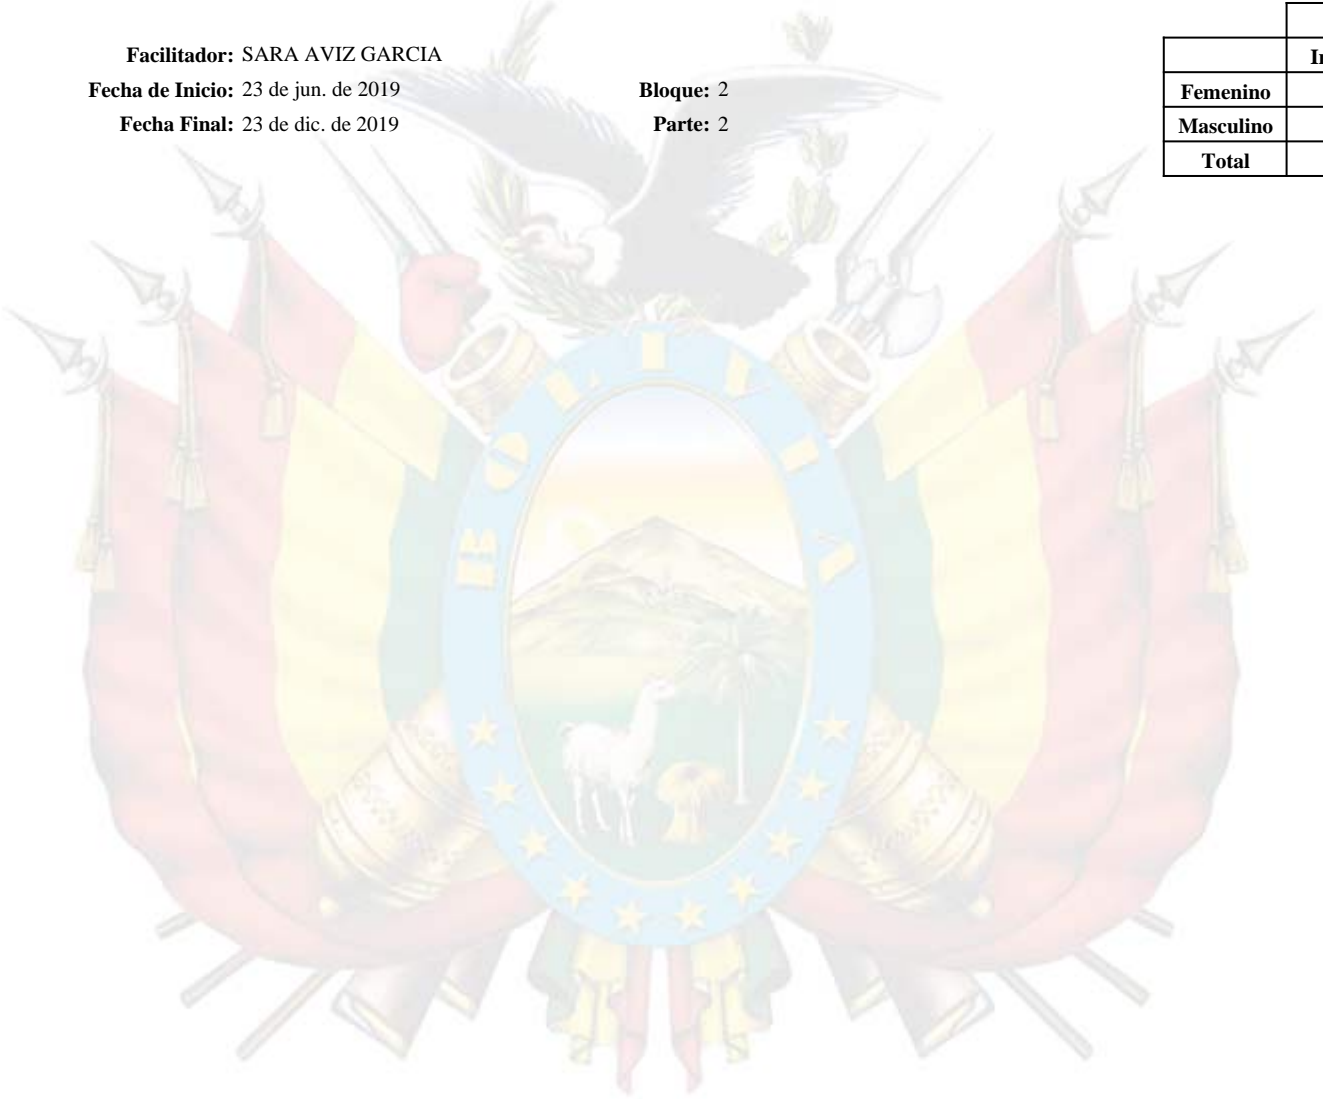 Facilitador: SARA AVIZ GARCIA
Fecha de Inicio: 23 de jun. de 2019 Bloque: 2
Fecha Final: 23 de dic. de 2019 Parte: 2
Femenino
Masculino
Total
BOLIVIA